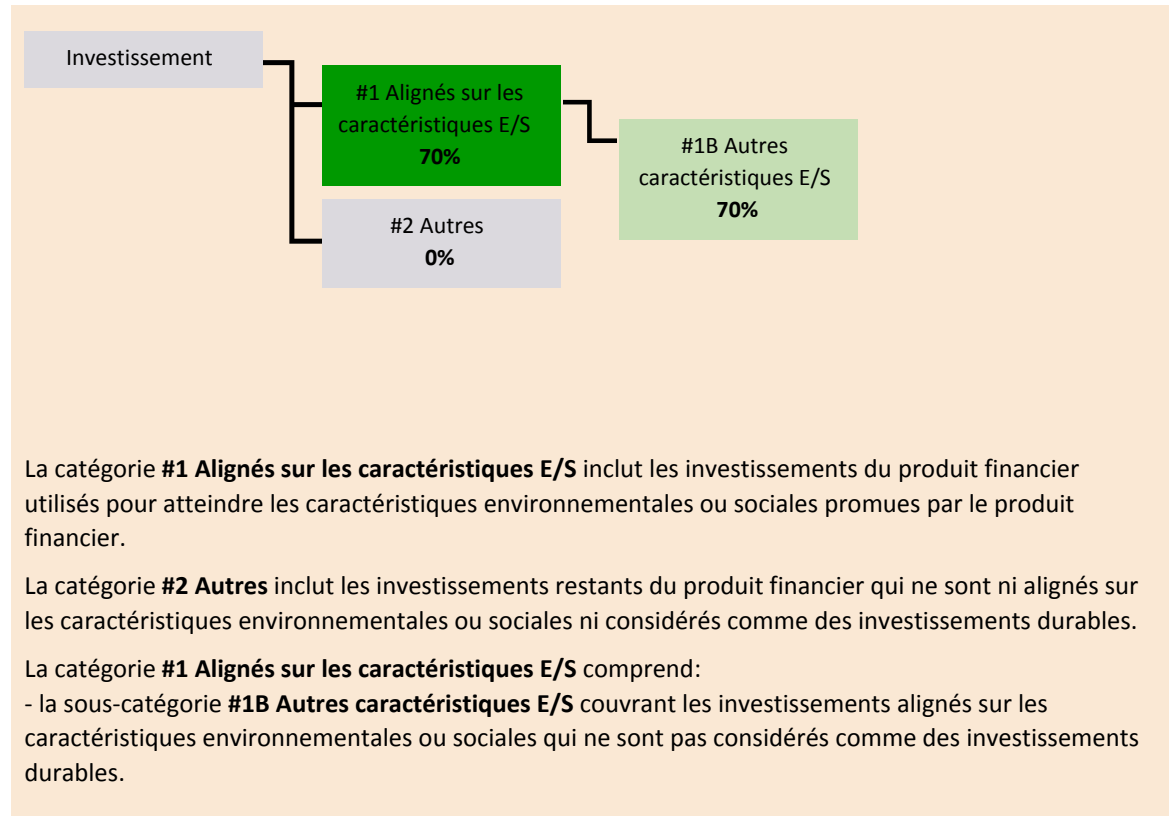 Investissement
#1 Alignés sur les
caractéristiques E/S
70%
#1B Autres
caractéristiques E/S
70%
#2 Autres
0%
La catégorie #1 Alignés sur les caractéristiques E/S inclut les investissements du produit financier
utilisés pour atteindre les caractéristiques environnementales ou sociales promues par le produit
financier.
La catégorie #2 Autres inclut les investissements restants du produit financier qui ne sont ni alignés sur
les caractéristiques environnementales ou sociales ni considérés comme des investissements durables.
La catégorie #1 Alignés sur les caractéristiques E/S comprend:
- la sous-catégorie #1B Autres caractéristiques E/S couvrant les investissements alignés sur les
caractéristiques environnementales ou sociales qui ne sont pas considérés comme des investissements
durables.